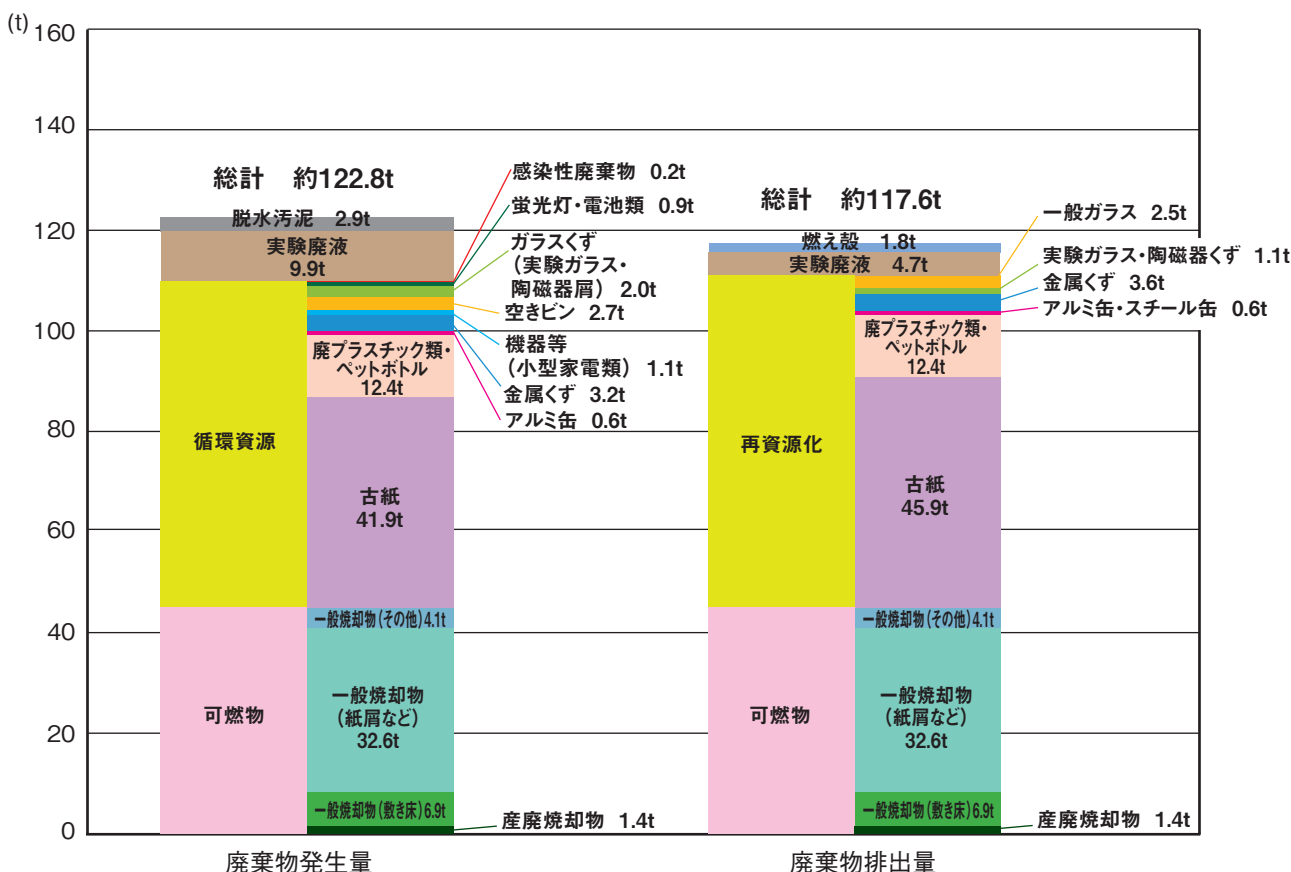 (t)
160
140
120
100
80
60
40
20
0
総計 約122.8t
脱水汚泥 2.9t
実験廃液
9.9t
循環資源
可燃物
感染性廃棄物 0.2t
蛍光灯・電池類 0.9t
ガラスくず
(実験ガラス・
陶磁器屑) 2.0t
空きビン 2.7t
機器等
(小型家電類) 1.1t
金属くず 3.2t
アルミ缶 0.6t
廃プラスチック類・
ペットボトル
12.4t
古紙
41.9t
一般焼却物(その他)4.1t
一般焼却物
(紙屑など)
32.6t
一般焼却物(敷き床)6.9t
産廃焼却物 1.4t
廃棄物発生量
総計 約117.6t
燃え殻 1.8t
実験廃液 4.7t
再資源化
可燃物
一般ガラス 2.5t
実験ガラス・陶磁器くず 1.1t
金属くず 3.6t
アルミ缶・スチール缶 0.6t
廃プラスチック類・
ペットボトル
12.4t
古紙
45.9t
一般焼却物(その他)4.1t
一般焼却物
(紙屑など)
32.6t
一般焼却物(敷き床)6.9t
産廃焼却物 1.4t
廃棄物排出量